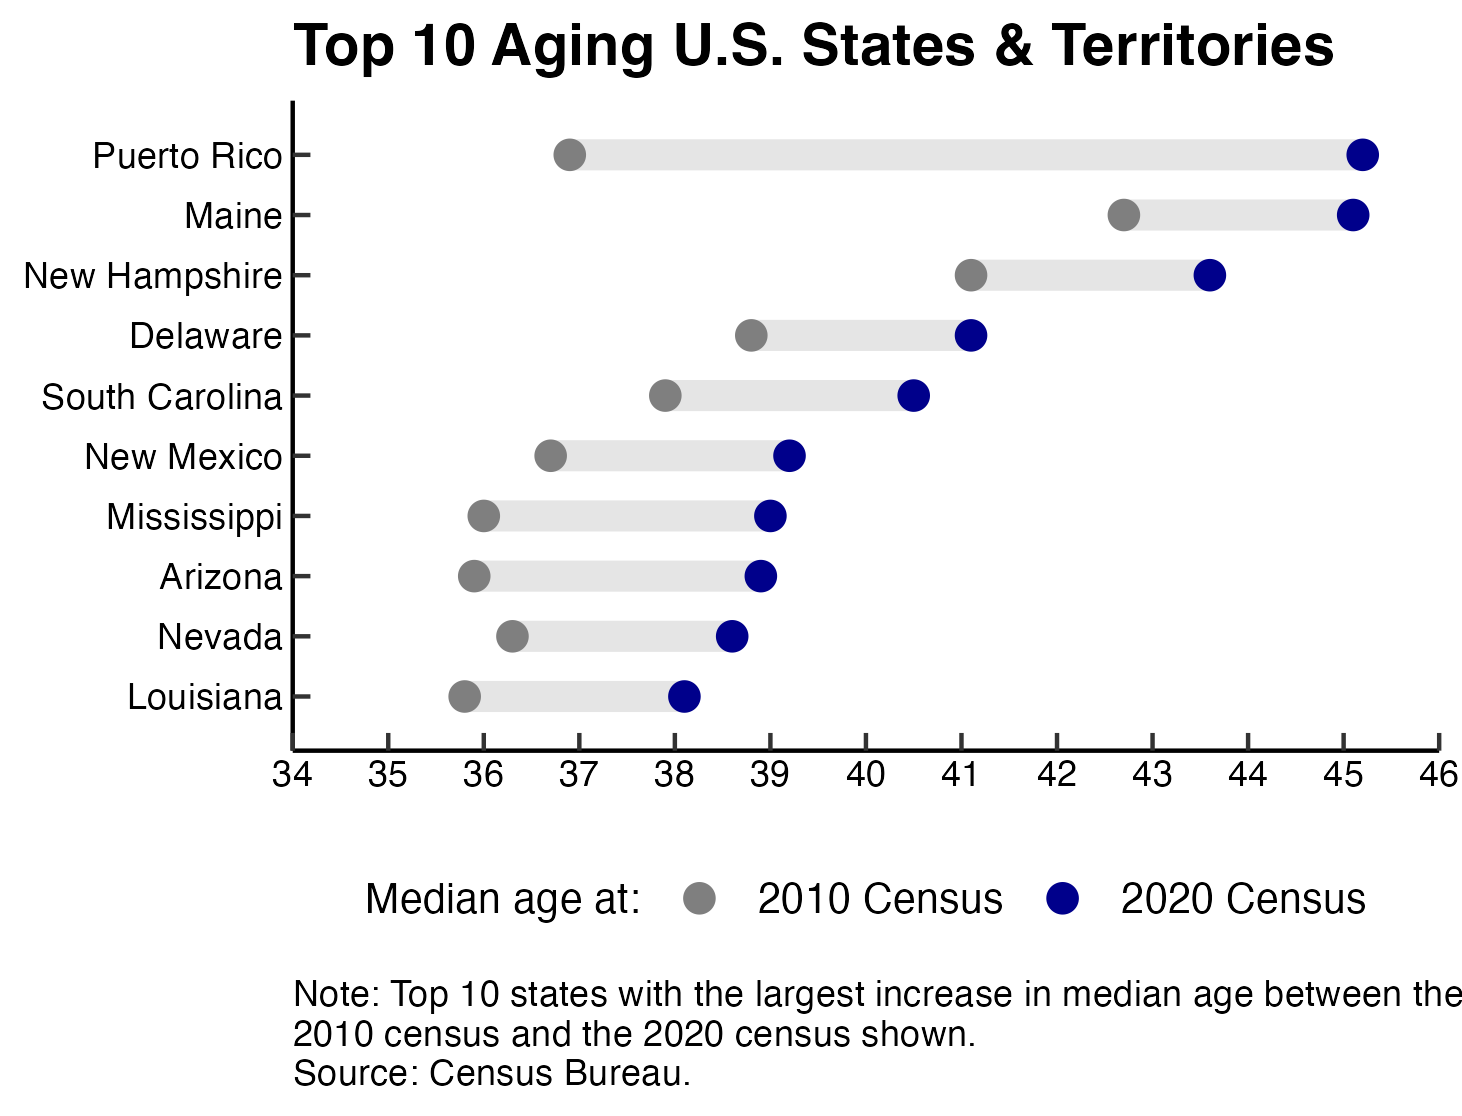 Top 10 Aging U.S. States & Territories
Puerto Rico
Maine
New Hampshire
Delaware
South Carolina
New Mexico
Mississippi
Arizona
Nevada
Louisiana
34 35 36 37 38 39 40 41 42 43 44 45 46
Median age at: 2010 Census 2020 Census
Note: Top 10 states with the largest increase in median age between the
2010 census and the 2020 census shown.
Source: Census Bureau.